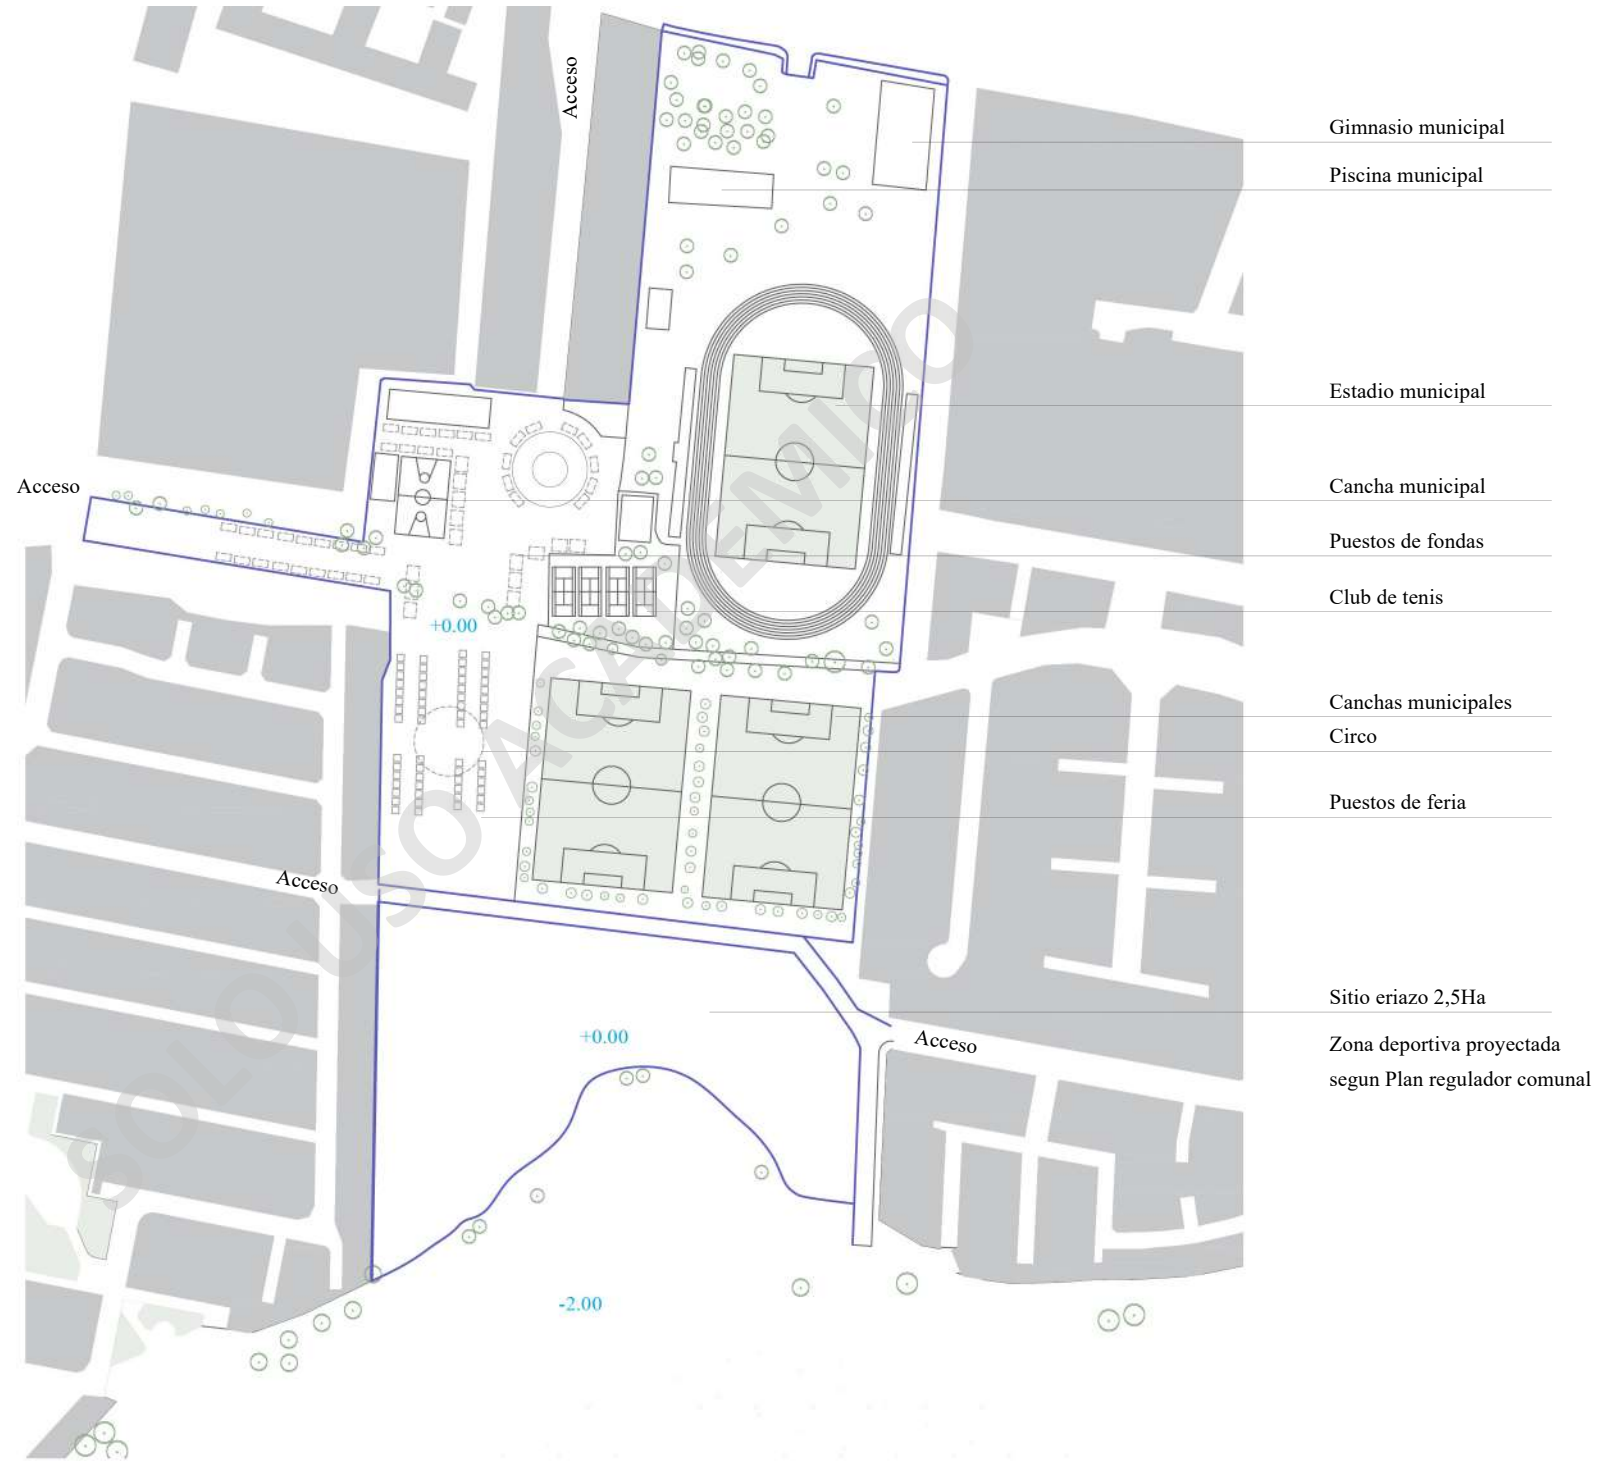 Acceso
Gimnasio municipal
Piscina municipal
Estadio municipal
Acceso
Cancha municipal
Puestos de fondas
Club de tenis
+0.00
Canchas municipales
Circo
Puestos de feria
Acceso
Sitio eriazo 2,5Ha
+0.00
Acceso
Zona deportiva proyectada
segun Plan regulador comunal
-2.00
SOLO USO ACADEMICO